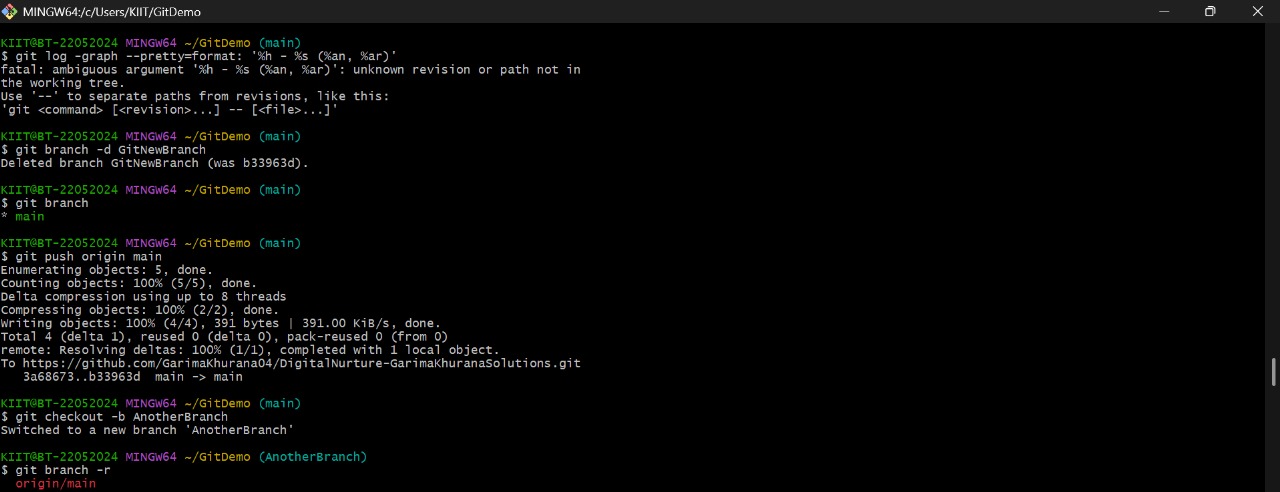 MINGW64:/c/Users/KIIT/GitDemo
KIIT@BT-22052024 MINGW64 ~/GitDemo (main)
$ git log -graph --pretty=format: '%h - %s (%an, %ar)'
fatal: ambiguous argument '%h - %s (%an, %ar)': unknown revision or path not in
the working tree.
Use '--' to separate paths from revisions, like this:
'git <command> [<revision>...] -- [<file>...]'
KIIT@BT-22052024 MINGW64 ~/GitDemo (main)
$ git branch -d GitNewBranch
Deleted branch GitNewBranch (was b33963d).
KIIT@BT-22052024 MINGW64 ~/GitDemo (main)
$ git branch
* main
KIIT@BT-22052024 MINGW64 ~/GitDemo (main)
$ git push origin main
Enumerating objects: 5, done.
Counting objects: 100% (5/5), done.
Delta compression using up to 8 threads
Compressing objects: 100% (2/2), done.
Writing objects: 100% (4/4), 391 bytes | 391.00 KiB/s, done.
Total 4 (delta 1), reused 0 (delta 0), pack-reused 0 (from 0)
remote: Resolving deltas: 100% (1/1), completed with 1 local object.
To https://github.com/GarimaKhurana04/DigitalNurture-GarimaKhuranaSolutions.git
   3a68673..b33963d  main -> main
KIIT@BT-22052024 MINGW64 ~/GitDemo (main)
$ git checkout -b AnotherBranch
Switched to a new branch 'AnotherBranch'
KIIT@BT-22052024 MINGW64 ~/GitDemo (AnotherBranch)
$ git branch -r
  origin/main